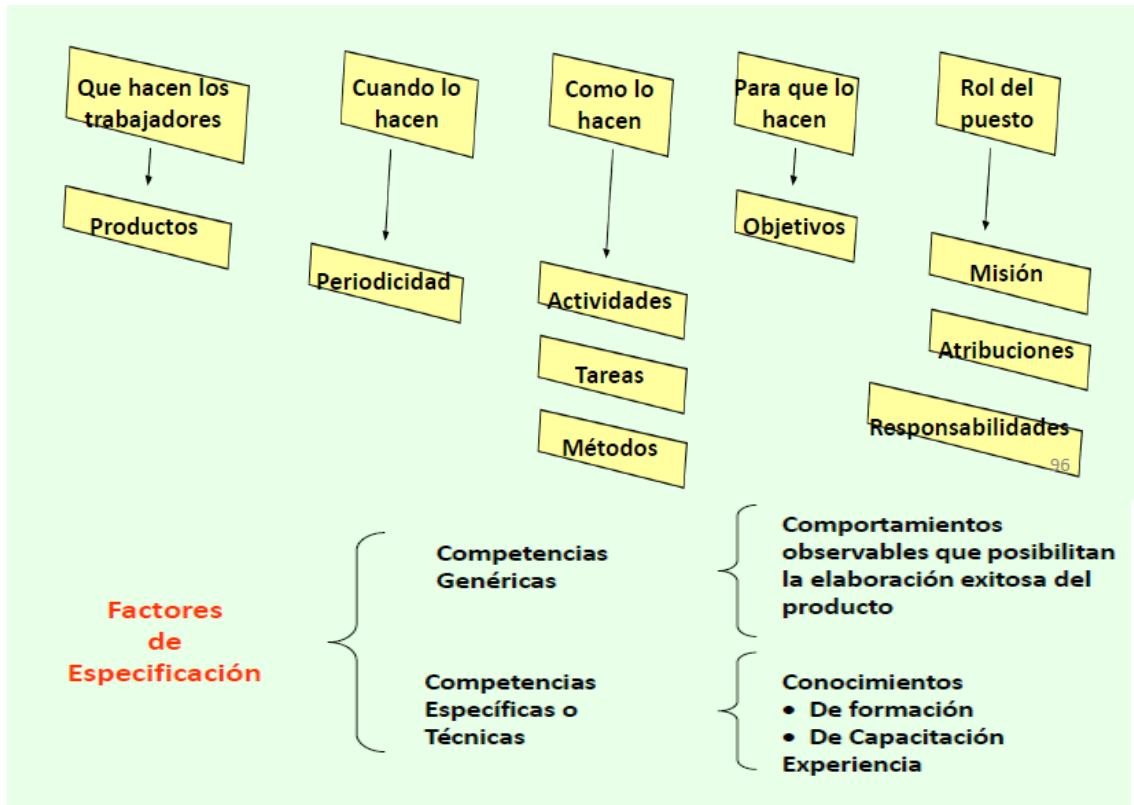 Que hacen los
trabajadores
Cuando lo
hacen
Como lo
hacen
Para que lo
hacen
Rol del
puesto
Productos
Periodicidad
Actividades
Tareas
Métodos
Objetivos
Misión
Atribuciones
Responsabilidades
96
Factores
de
Especificación
Competencias
Genéricas
Comportamientos
observables que posibilitan
la elaboración exitosa del
producto
Competencias
Específicas o
Técnicas
Conocimientos
• De formación
• De Capacitación
Experiencia